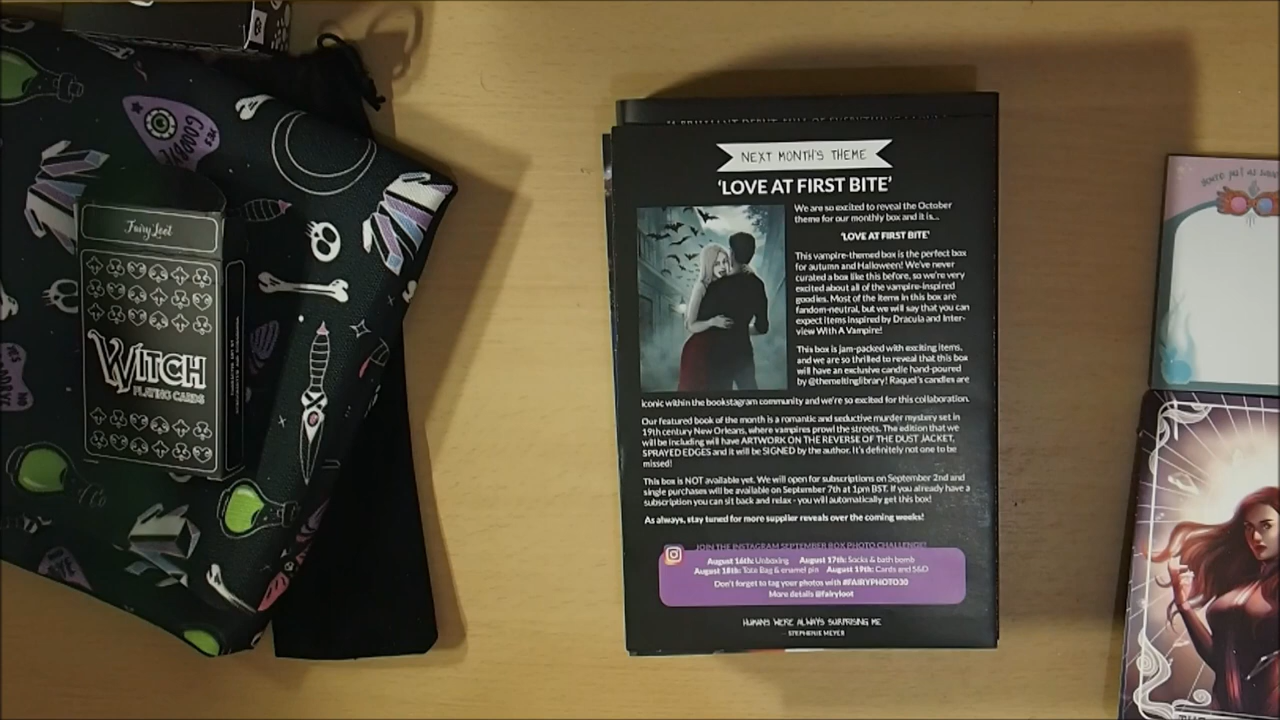 GOODBYE
YES
Fairy Loot
WITCH
PLAYING CARDS
NEXT MONTH'S THEME
'LOVE AT FIRST BITE'
We are so excited to reveal the October
theme for our monthly box and it is...
'LOVE AT FIRST BITE'
This vampire-themed box is the perfect box
for autumn and Halloween! We've never
curated a box like this before, so we're very
excited about all of the vampire-inspired
goodies. Most of the items in this box are
fandom-neutral, but we will say that you can
expect items inspired by Dracula and Inter-
view With A Vampire!
This box is jam-packed with exciting items,
and we are so thrilled to reveal that this box
will have an exclusive candle hand-poured
by @themeltinglibrary! Raquel's candles are
iconic within the bookstagram community and we're so excited for this collaboration.
Our featured book of the month is a romantic and seductive murder mystery set in
19th century New Orleans, where vampires prowl the streets. The edition that we
will be including will have ARTWORK ON THE REVERSE OF THE DUST JACKET,
SPRAYED EDGES and it will be SIGNED by the author. It's definitely not one to be
missed!
This box is NOT available yet. We will open for subscriptions on September 2nd and
single purchases will be available on September 7th at 1pm BST. If you already have a
subscription you can sit back and relax - you will automatically get this box!
As always, stay tuned for more supplier reveals over the coming weeks!
JOIN THE INSTAGRAM SEPTEMBER BOX PHOTO CHALLENGE!
August 16th: Unboxing August 17th: Socks & bath bomb
August 18th: Tote Bag & enamel pin August 19th: Cards and S&D
Don't forget to tag your photos with #FAIRYPHOTO30
More details @fairyloot
HUMANS WERE ALWAYS SURPRISING ME
- STEPHENIE MEYER